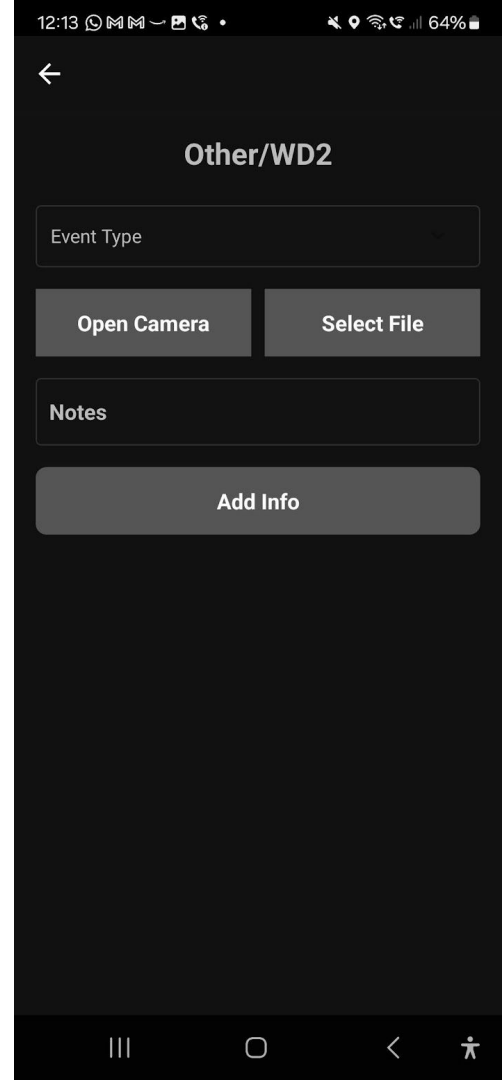 12:13 64%
Other/WD2
Event Type
Open Camera Select File
Notes
Add Info